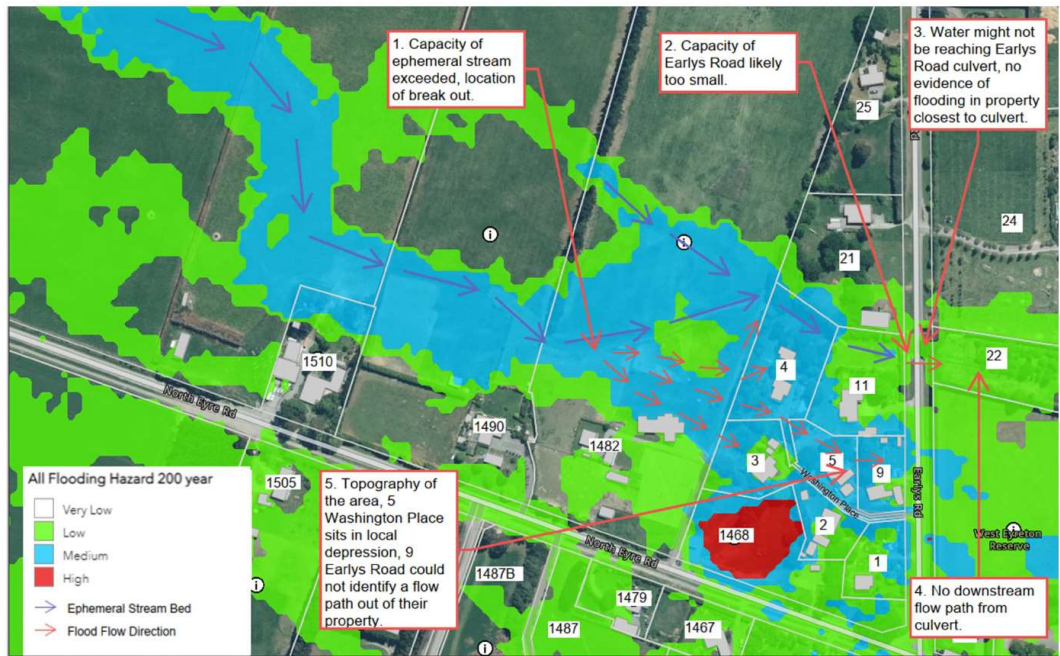 1. Capacity of
ephemeral stream
exceeded, location
of break out.
2. Capacity of
Earlys Road likely
too small.
3. Water might not
be reaching Earlys
Road culvert, no
evidence of
flooding in property
closest to culvert.
25
Rd
24
21
22
1510
4
11
North Eyre Rd
1490
1482
3
5
9
Washington Place
Earlys Rd
All Flooding Hazard 200 year
Very Low
Low
Medium
High
Ephemeral Stream Bed
Flood Flow Direction
1505
5. Topography of
the area, 5
Washington Place
sits in local
depression, 9
Earlys Road could
not identify a flow
path out of their
property.
1487B
1468
2
West Eyreton
Reserve
North Eyre Rd
1
1479
1487
1467
4. No downstream
flow path from
culvert.